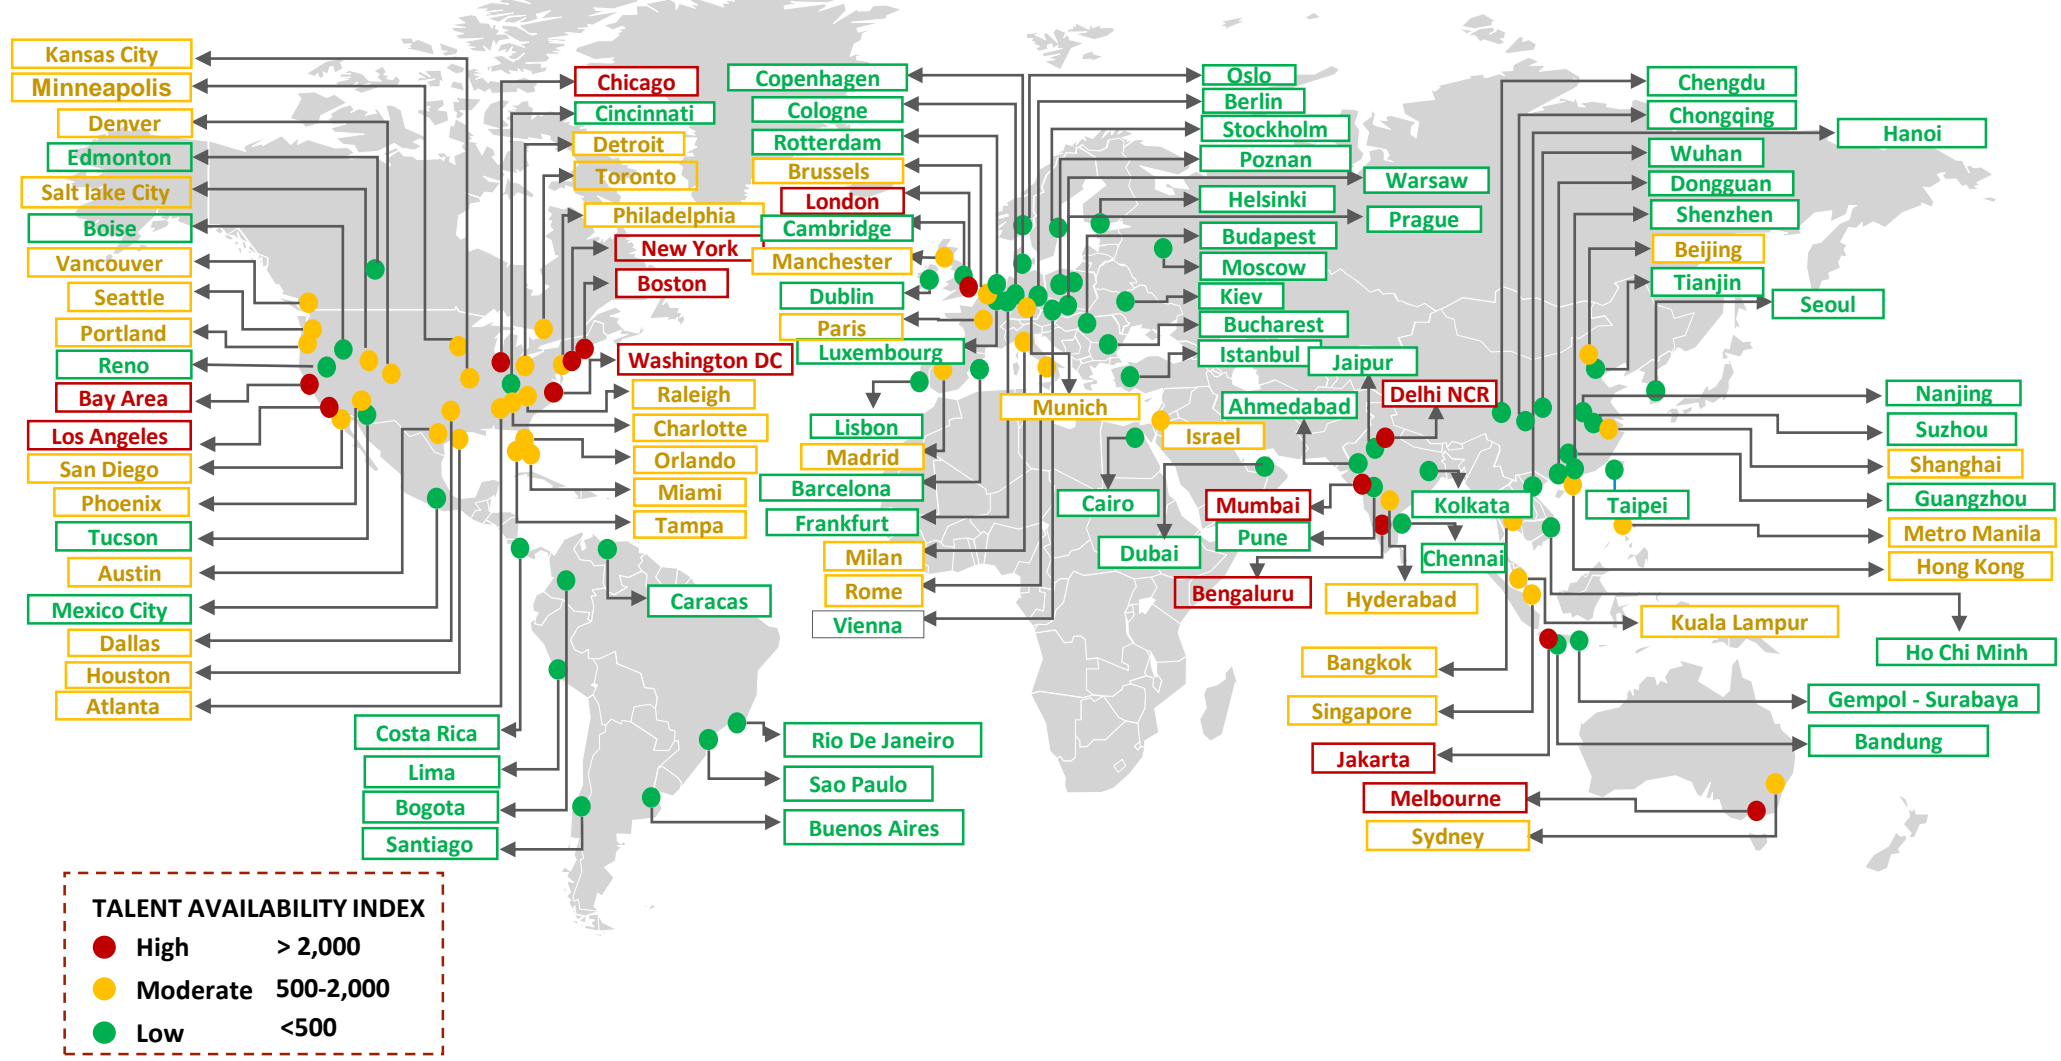 Kansas City
Minneapolis
Denver
Edmonton
Salt lake City
Boise
Vancouver
Seattle
Portland
Reno
Bay Area
Los Angeles
San Diego
Phoenix
Tucson
Austin
Mexico City
Dallas
Houston
Atlanta
Chicago
Cincinnati
Detroit
Toronto
Philadelphia
New York
Boston
Washington DC
Raleigh
Charlotte
Orlando
Miami
Tampa
Caracas
Costa Rica
Lima
Bogota
Santiago
Rio De Janeiro
Sao Paulo
Buenos Aires
Copenhagen
Cologne
Rotterdam
Brussels
London
Cambridge
Manchester
Dublin
Paris
Luxembourg
Lisbon
Madrid
Barcelona
Frankfurt
Milan
Rome
Vienna
Oslo
Berlin
Stockholm
Poznan
Warsaw
Helsinki
Prague
Budapest
Moscow
Kiev
Bucharest
Istanbul
Munich
Israel
Cairo
Dubai
Jaipur
Ahmedabad
Delhi NCR
Mumbai
Pune
Bengaluru
Hyderabad
Chennai
Kolkata
Chengdu
Chongqing
Hanoi
Wuhan
Dongguan
Shenzhen
Beijing
Tianjin
Seoul
Nanjing
Suzhou
Shanghai
Guangzhou
Taipei
Metro Manila
Hong Kong
Kuala Lampur
Ho Chi Minh
Bangkok
Singapore
Jakarta
Gempol - Surabaya
Bandung
Melbourne
Sydney
TALENT AVAILABILITY INDEX
High > 2,000
Moderate 500-2,000
Low <500